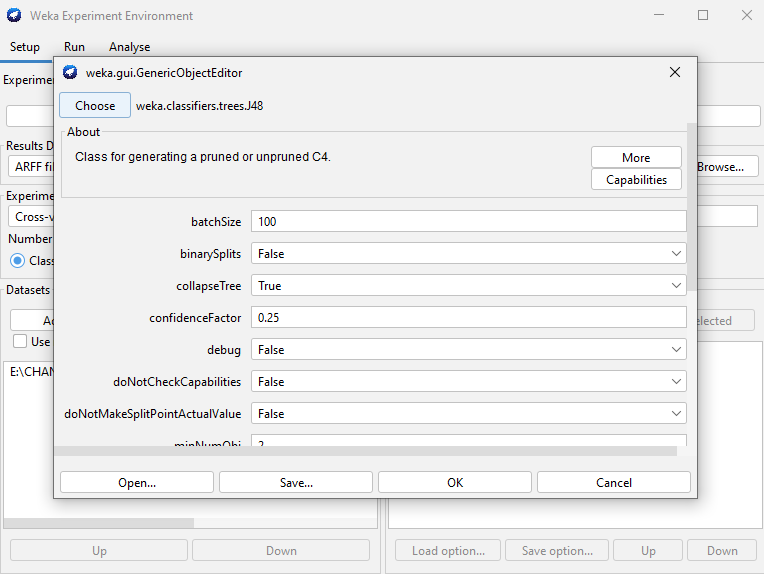 Weka Experiment Environment
Setup Run Analyse
Experime
weka.gui.GenericObjectEditor
Choose weka.classifiers.trees.J48
About
Class for generating a pruned or unpruned C4.
More
Capabilities
Results D
ARFF fil
Browse...
Experime
Cross-v
Number
Class
Datasets
Ad
elected
Use
E:\CHAN
batchSize 100
binarySplits False
collapseTree True
confidenceFactor 0.25
debug False
doNotCheckCapabilities False
doNotMakeSplitPointActualValue False
minNumObj 2
Open... Save... OK Cancel
Up Down Load option... Save option... Up Down